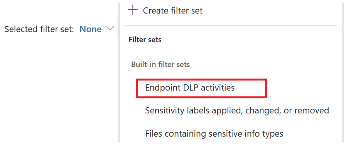 Create filter set
Selected filter set: None
Filter sets
Built-in filter sets
Endpoint DLP activities
Sensitivity labels applied, changed, or removed
Files containing sensitive info types